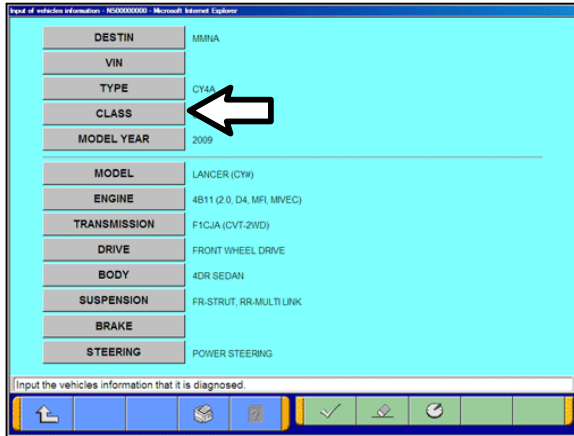 Input of vehicles information - N500000000 - Microsoft Internet Explorer
DESTIN MMNA
VIN
TYPE CY4A
CLASS
MODEL YEAR 2009
MODEL LANCER (CY#)
ENGINE 4B11 (2.0, D4, MFI, MIVEC)
TRANSMISSION F1CJA (CVT-2WD)
DRIVE FRONT WHEEL DRIVE
BODY 4DR SEDAN
SUSPENSION FR-STRUT, RR-MULTI LINK
BRAKE
STEERING POWER STEERING
Input the vehicles information that it is diagnosed.